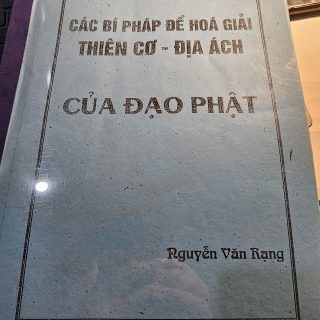 CÁC BÍ PHÁP ĐỂ HOÁ GIẢI
THIÊN CƠ - ĐỊA ÁCH
CỦA ĐẠO PHẬT
Nguyễn Văn Rạng